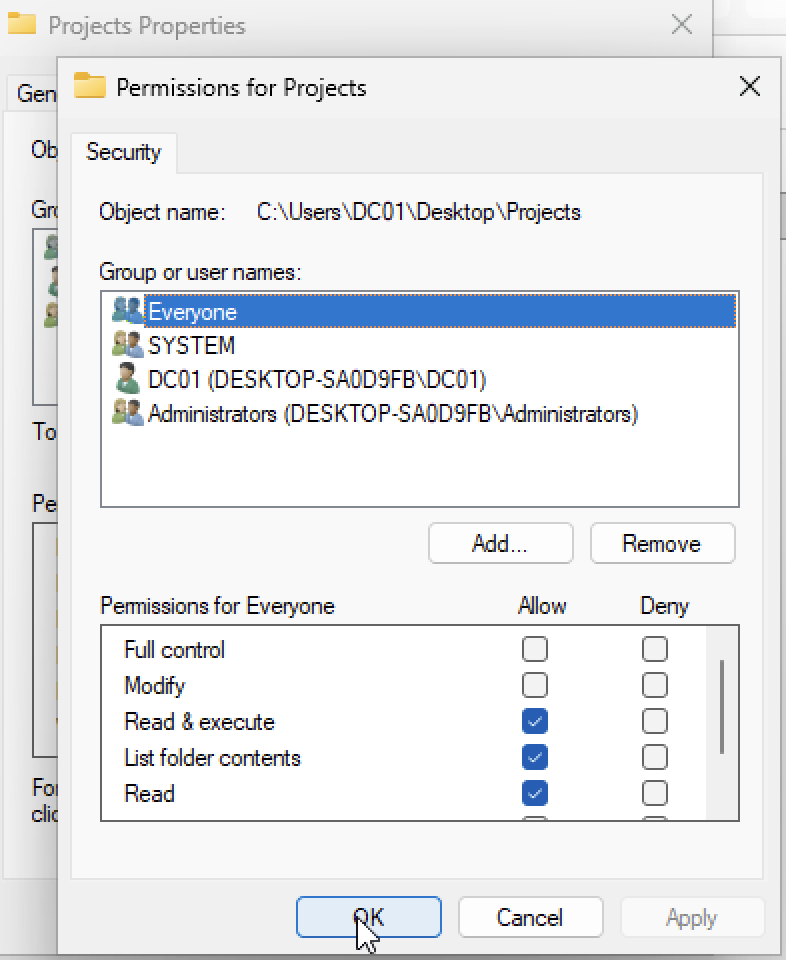 Projects Properties
Permissions for Projects
Gen
Security
Ob
Object name: C:\Users\DC01\Desktop\Projects
Gro
Group or user names:
Everyone
SYSTEM
DC01 (DESKTOP-SA0D9FB\DC01)
Administrators (DESKTOP-SA0D9FB\Administrators)
To
Pe
Add... Remove
Permissions for Everyone Allow Deny
Full control
Modify
Read & execute
List folder contents
Read
For
clic
OK Cancel Apply